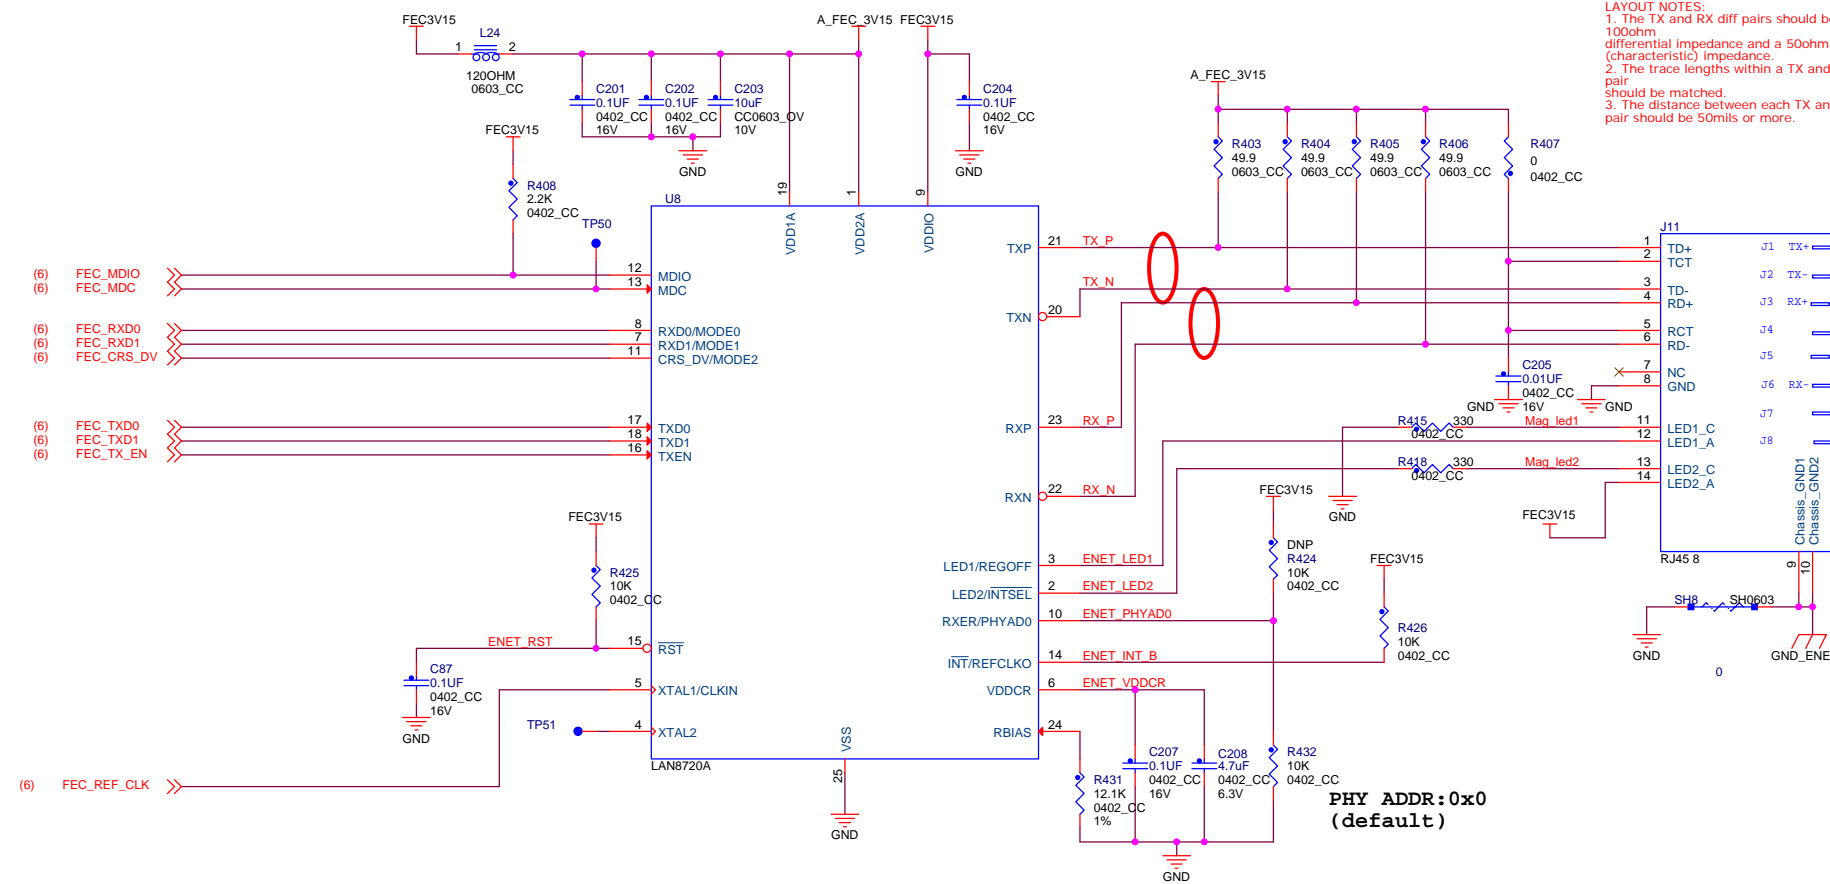 LAYOUT NOTES:
1. The TX and RX diff pairs should b
100ohm
differential impedance and a 50ohm
(characteristic) impedance.
2. The trace lengths within a TX and
pair
should be matched.
3. The distance between each TX an
pair should be 50mils or more.
FEC3V15
L24
1
2
120OHM
0603_CC
A_FEC_3V15
FEC3V15
C201
0.1UF
0402_CC
16V
C202
0.1UF
0402_CC
16V
C203
10uF
CC0603_OV
10V
GND
C204
0.1UF
0402_CC
16V
GND
FEC3V15
R408
2.2K
0402_CC
TP50
A_FEC_3V15
R403
49.9
0603_CC
R404
49.9
0603_CC
R405
49.9
0603_CC
R406
49.9
0603_CC
R407
0
0402_CC
U8
19
1
9
VDD1A
VDD2A
VDDIO
(6) FEC_MDIO
12
MDIO
(6) FEC_MDC
13
MDC
(6) FEC_RXD0
8
RXD0/MODE0
(6) FEC_RXD1
7
RXD1/MODE1
(6) FEC_CRS_DV
11
CRS_DV/MODE2
(6) FEC_TXD0
17
TXD0
(6) FEC_TXD1
18
TXD1
(6) FEC_TX_EN
16
TXEN
FEC3V15
R425
10K
0402_CC
ENET_RST
15
RST
C87
0.1UF
0402_CC
16V
GND
5
XTAL1/CLKIN
TP51
4
XTAL2
(6) FEC_REF_CLK
LAN8720A
VSS
25
GND
TXP
21
TX_P
TXN
20
TX_N
RXP
23
RX_P
RXN
22
RX_N
LED1/REGOFF
3
ENET_LED1
LED2/INTSEL
2
ENET_LED2
RXER/PHYAD0
10
ENET_PHYAD0
INT/REFCLKO
14
ENET_INT_B
VDDCR
6
ENET_VDDCR
RBIAS
24
R431
12.1K
0402_CC
1%
C207
0.1UF
0402_CC
16V
C208
4.7uF
0402_CC
6.3V
R432
10K
0402_CC
GND
PHY ADDR:0x0
(default)
FEC3V15
DNP
R424
10K
0402_CC
FEC3V15
R426
10K
0402_CC
R415
330
0402_CC
Mag_led1
R418
330
0402_CC
Mag_led2
GND
FEC3V15
C205
0.01UF
0402_CC
16V
GND
GND
J11
1
TD+
2
TCT
3
TD-
4
RD+
5
RCT
6
RD-
7
NC
8
GND
11
LED1_C
12
LED1_A
13
LED2_C
14
LED2_A
J1 TX+
J2 TX-
J3 RX+
J4
J5
J6 RX-
J7
J8
Chassis_GND1
Chassis_GND2
RJ45 8
9
10
SH8
SH0603
GND
GND_ENE
0